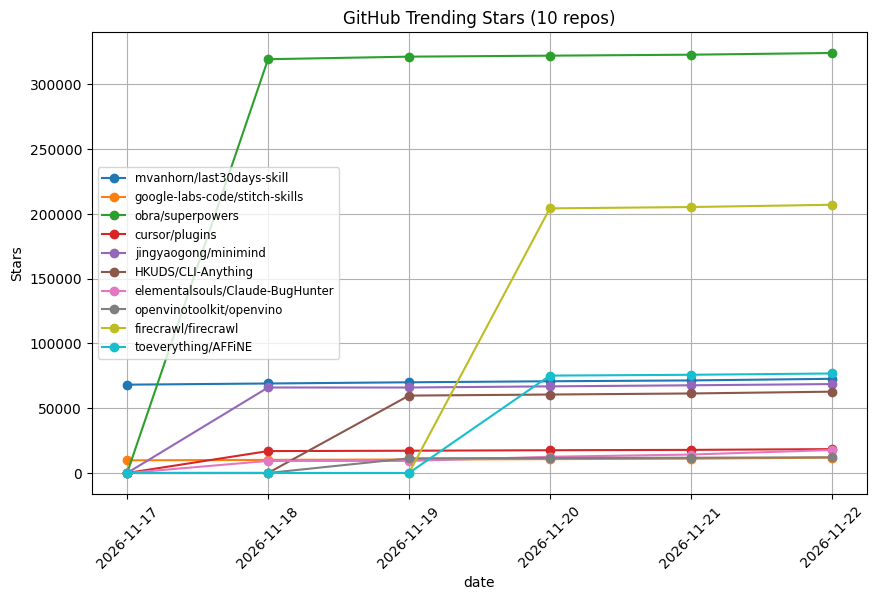 GitHub Trending Stars (10 repos)
Stars
300000
250000
200000
150000
100000
50000
0
mvanhorn/last30days-skill
google-labs-code/stitch-skills
obra/superpowers
cursor/plugins
jingyaogong/minimind
HKUDS/CLI-Anything
elementalsouls/Claude-BugHunter
openvinotoolkit/openvino
firecrawl/firecrawl
toeverything/AFFiNE
2026-11-17
2026-11-18
2026-11-19
2026-11-20
2026-11-21
2026-11-22
date